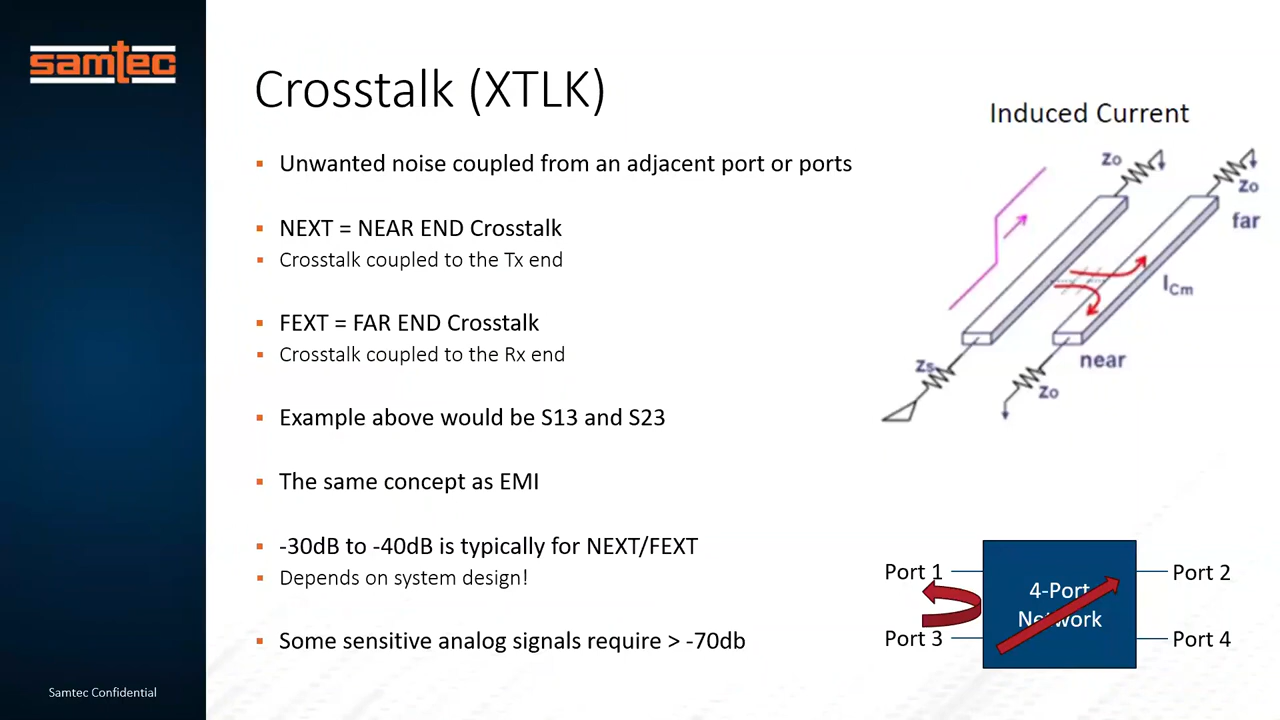 samtec
Crosstalk (XTLK)
Unwanted noise coupled from an adjacent port or ports
NEXT = NEAR END Crosstalk
Crosstalk coupled to the Tx end
FEXT = FAR END Crosstalk
Crosstalk coupled to the Rx end
Example above would be S13 and S23
The same concept as EMI
-30dB to -40dB is typically for NEXT/FEXT
Depends on system design!
Some sensitive analog signals require > -70db
Induced Current
Zo
Zo
far
ICm
near
Zs
Zo
Port 1
4-Port
Network
Port 2
Port 3
Port 4
Samtec Confidential